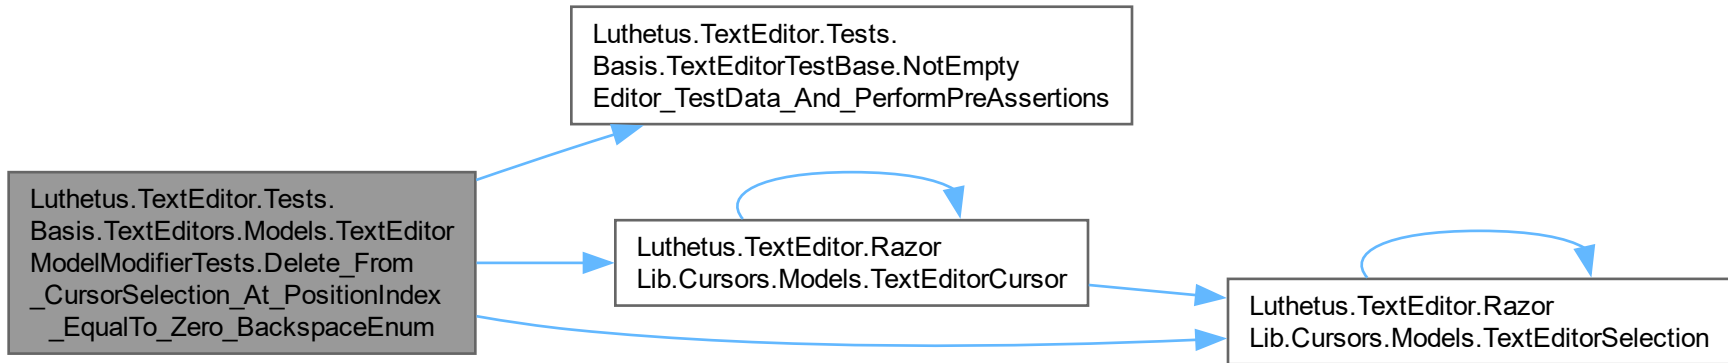 Luthetus.TextEditor.Tests.
Basis.TextEditorTestBase.NotEmpty
Editor_TestData_And_PerformPreAssertions
Luthetus.TextEditor.Tests.
Basis.TextEditors.Models.TextEditor
ModelModifierTests.Delete_From
_CursorSelection_At_PositionIndex
_EqualTo_Zero_BackspaceEnum
Luthetus.TextEditor.Razor
Lib.Cursors.Models.TextEditorCursor
Luthetus.TextEditor.Razor
Lib.Cursors.Models.TextEditorSelection